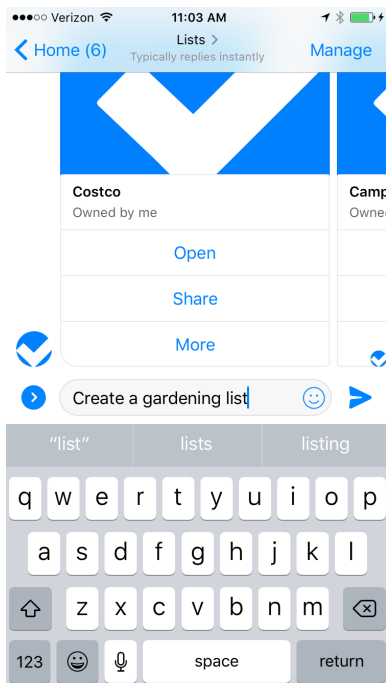 Verizon 11:03 AM
Home (6) Lists Manage
Typically replies instantly
Costco Camp
Owned by me Owne
Open
Share
More
Create a gardening list
"list" lists listing
q w e r t y u i o p
a s d f g h j k l
z x c v b n m
123 space return